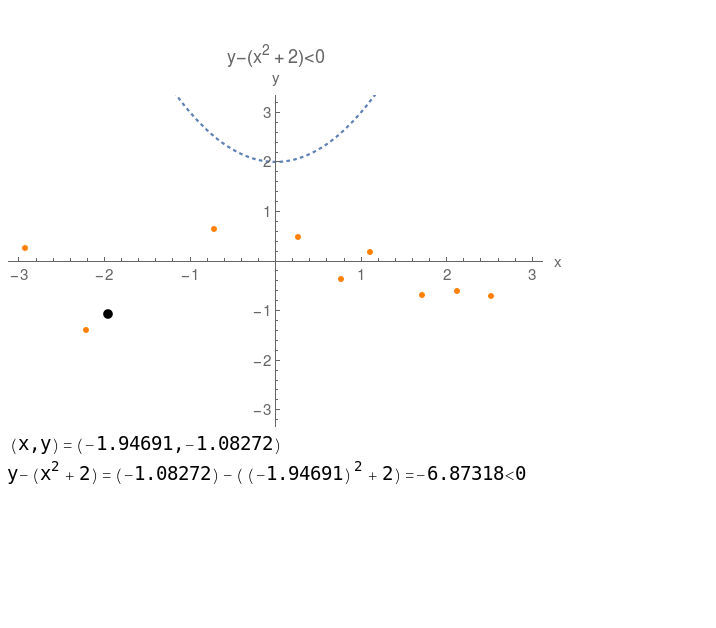 y−(x²+2)<0
y
3
2
1
−3 −2 −1 1 2 3 x
−1
−2
−3
(x,y)=(−1.94691,−1.08272)
y−(x²+2)=(−1.08272)−((−1.94691)²+2)=−6.87318<0